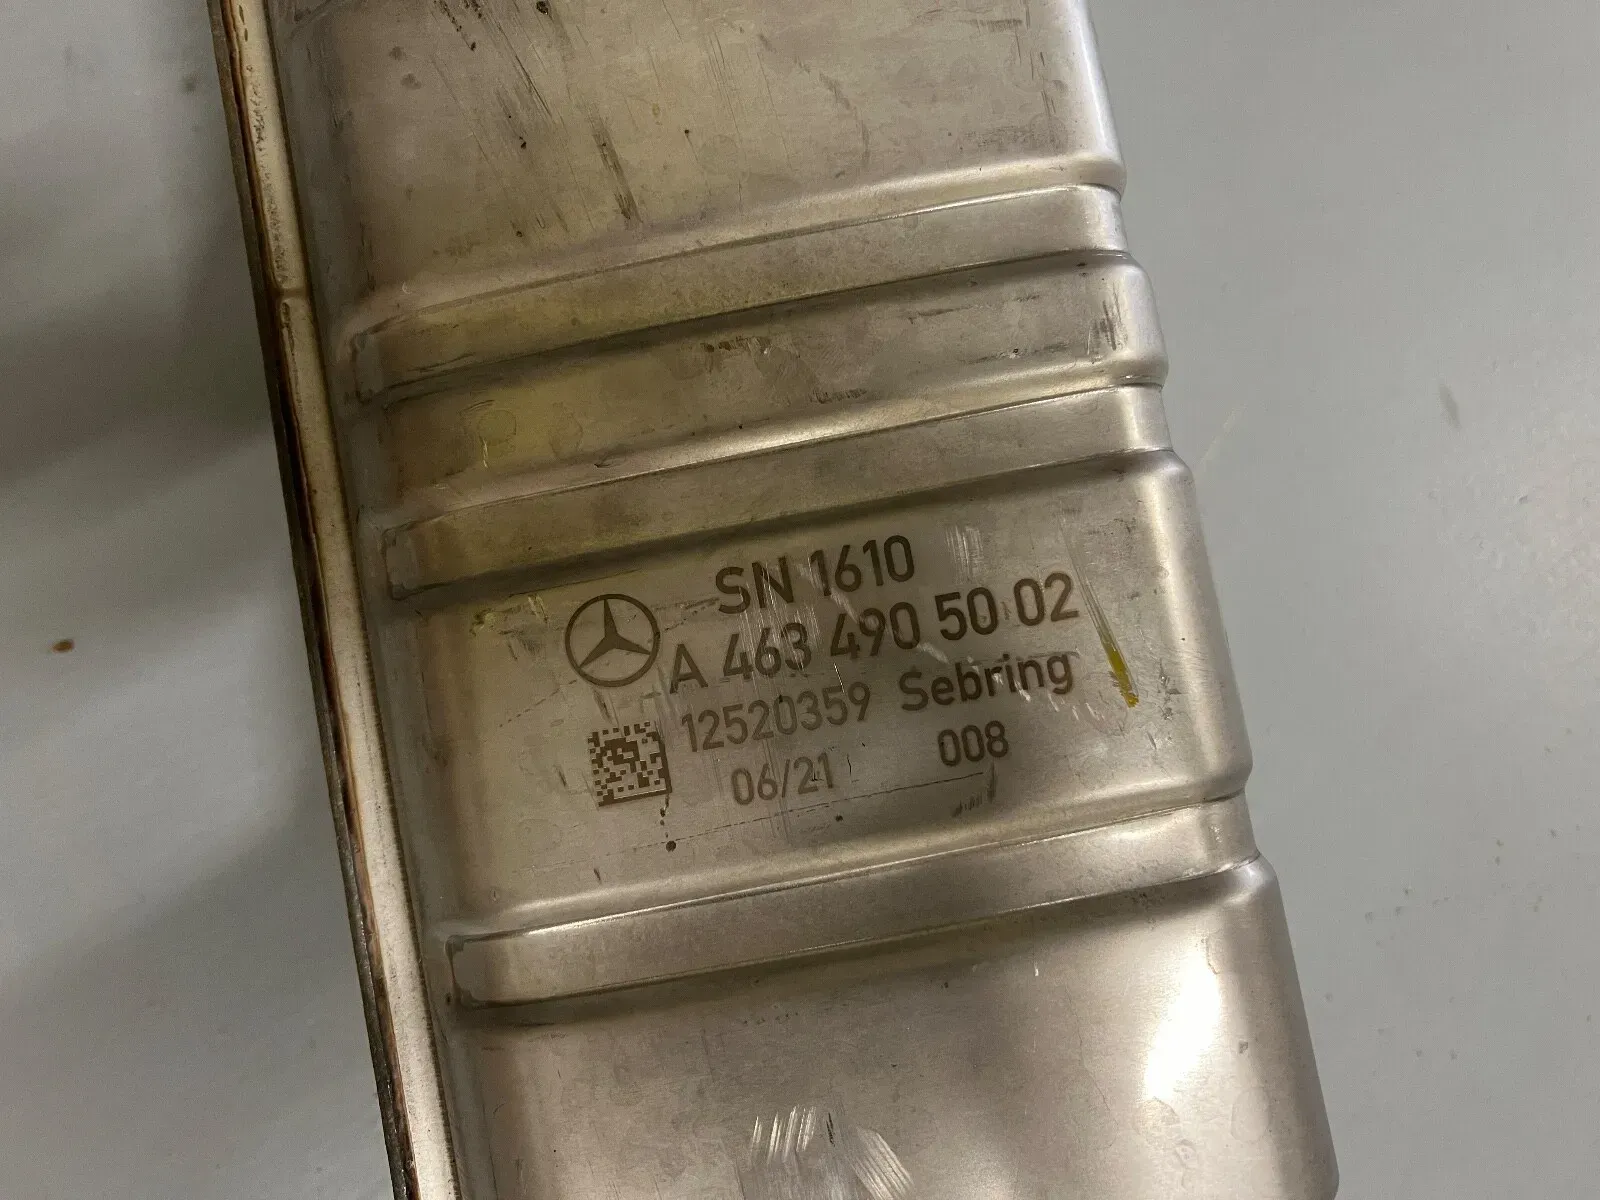 SN 1610
A 463 490 50 02
12520359 Sebring
06/21 008